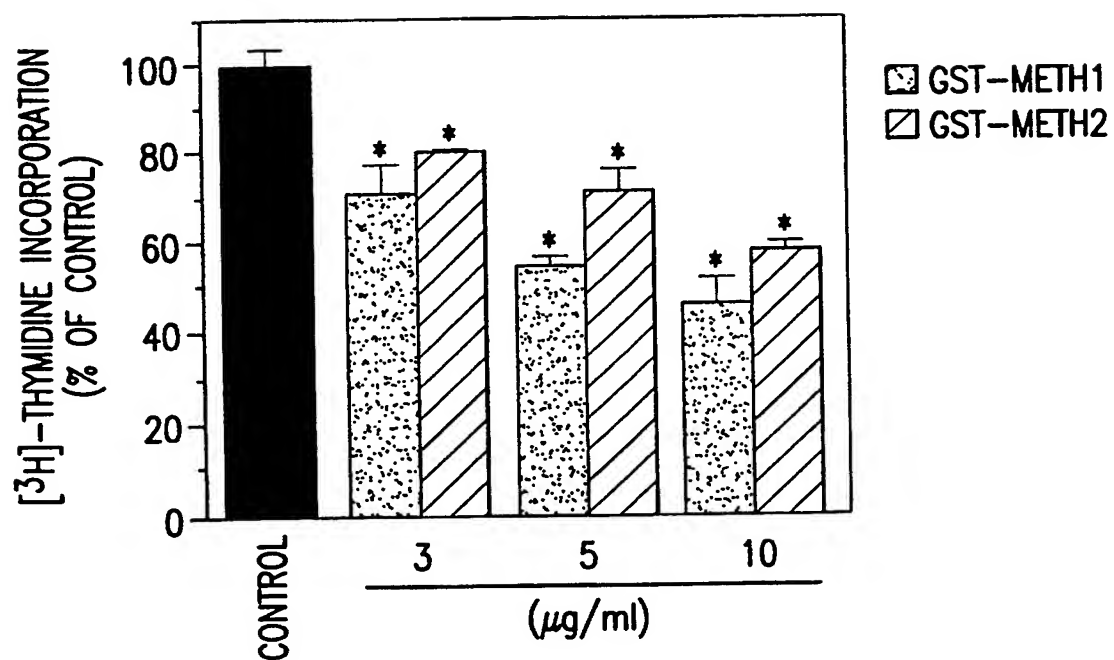 [³H]-THYMIDINE INCORPORATION
(% OF CONTROL)
100
80
60
40
20
0
* * * * * *
GST-METH1
GST-METH2
CONTROL
3 5 10
(μg/ml)